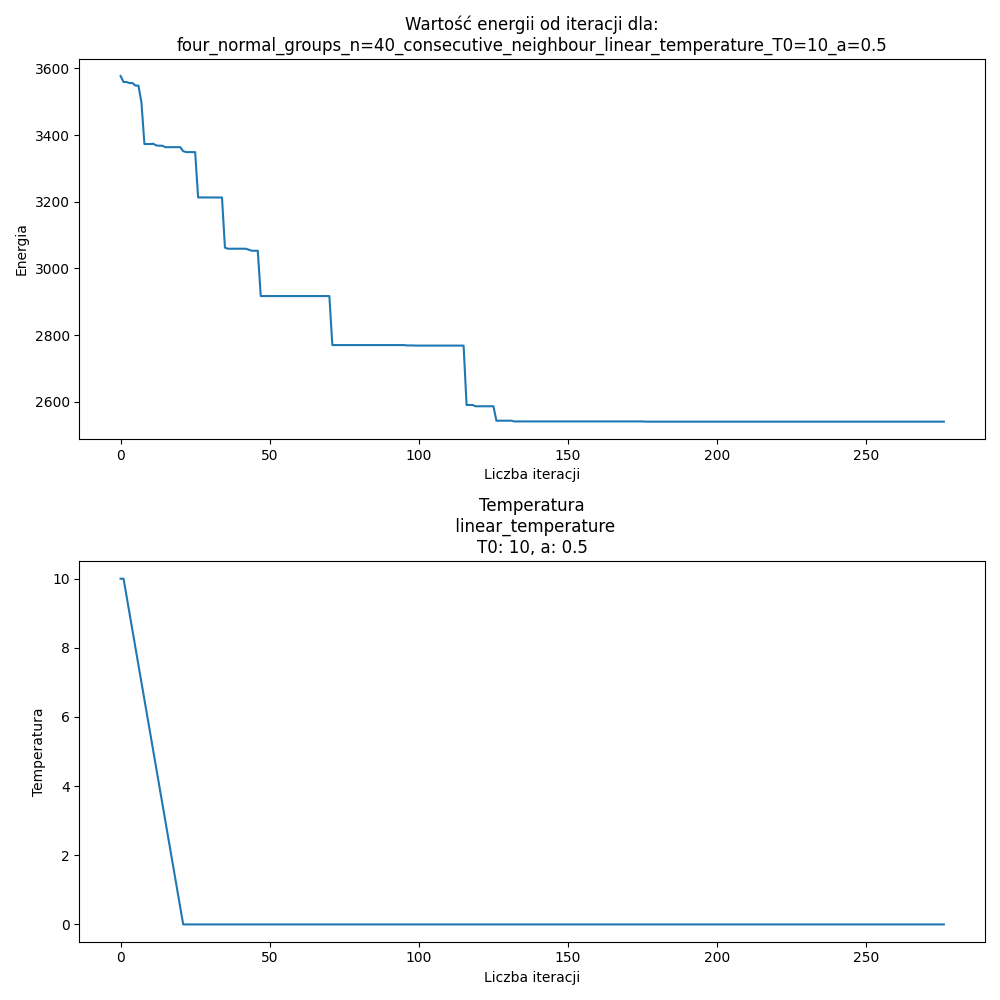 Wartość energii od iteracji dla:
four_normal_groups_n=40_consecutive_neighbour_linear_temperature_T0=10_a=0.5
3600
3400
3200
3000
2800
2600
Energia
0 50 100 150 200 250
Liczba iteracji
Temperatura
linear_temperature
T0: 10, a: 0.5
10
8
6
4
2
0
Temperatura
0 50 100 150 200 250
Liczba iteracji